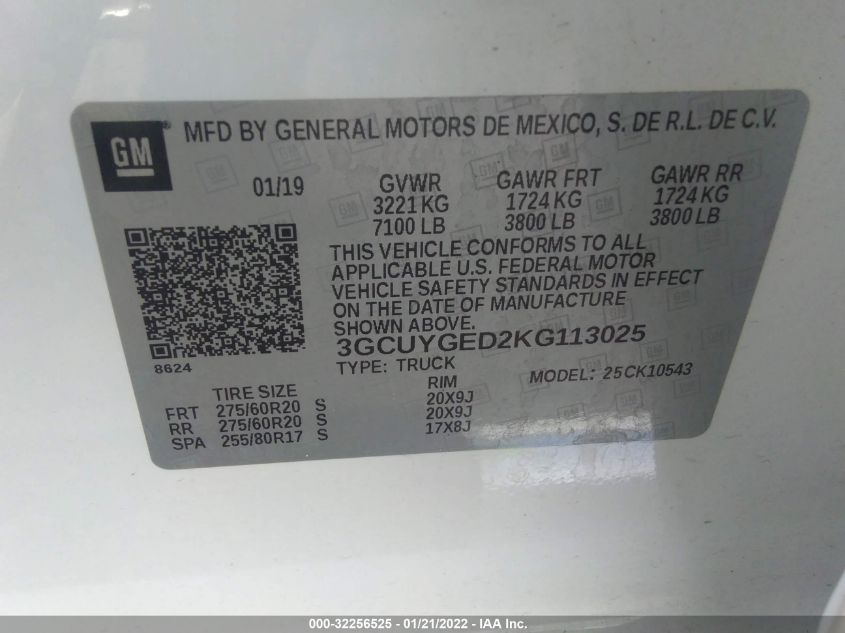 GM
MFD BY GENERAL MOTORS DE MEXICO, S. DE R.L. DE C.V.
01/19 GVWR GAWR FRT GAWR RR
3221 KG 1724 KG 1724 KG
7100 LB 3800 LB 3800 LB
THIS VEHICLE CONFORMS TO ALL
APPLICABLE U.S. FEDERAL MOTOR
VEHICLE SAFETY STANDARDS IN EFFECT
ON THE DATE OF MANUFACTURE
SHOWN ABOVE.
3GCUYGED2KG113025
8624
TYPE: TRUCK MODEL: 25CK10543
TIRE SIZE RIM
FRT 275/60R20 S 20X9J
RR 275/60R20 S 20X9J
SPA 255/80R17 S 17X8J
000-32256525 - 01/21/2022 - IAA Inc.